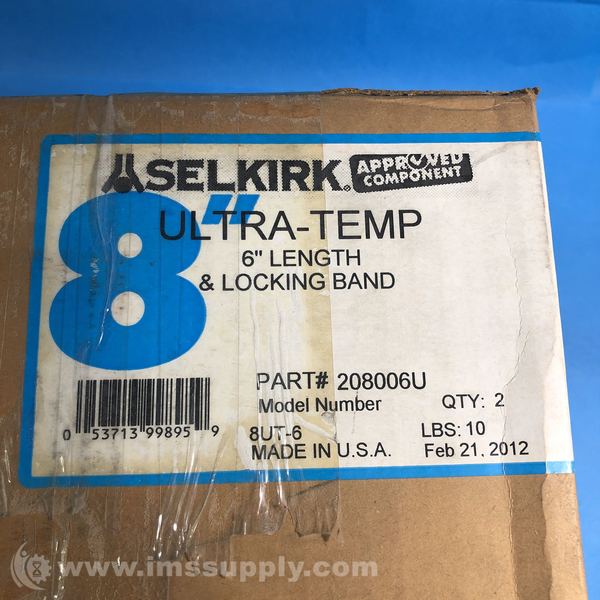 SELKIRK® APPROVED COMPONENT
8"
ULTRA-TEMP
6" LENGTH
& LOCKING BAND
PART# 208006U
Model Number QTY: 2
0 53713 99895 9
8UT-6 LBS: 10
MADE IN U.S.A. Feb 21, 2012
www.imssupply.com